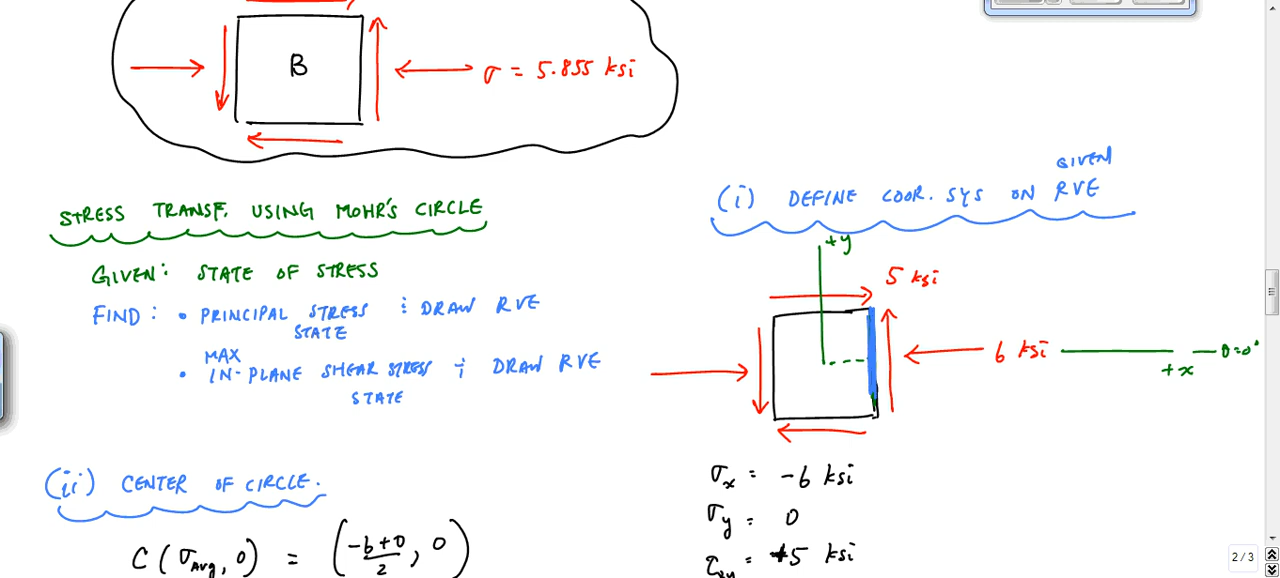 B
σ = 5.855 ksi
STRESS TRANSF. USING MOHR'S CIRCLE
GIVEN: STATE OF STRESS
FIND: • PRINCIPAL STRESS ; DRAW RVE
STATE
MAX
• IN-PLANE SHEAR STRESS ; DRAW RVE
STATE
(ii) CENTER OF CIRCLE.
C(σAvg, 0) = (-6+0/2, 0)
GIVEN
(i) DEFINE COOR. SYS ON RVE
+y
5 ksi
6 ksi
+x
θ=0°
σx = -6 ksi
σy = 0
τxy = +5 ksi
2/3